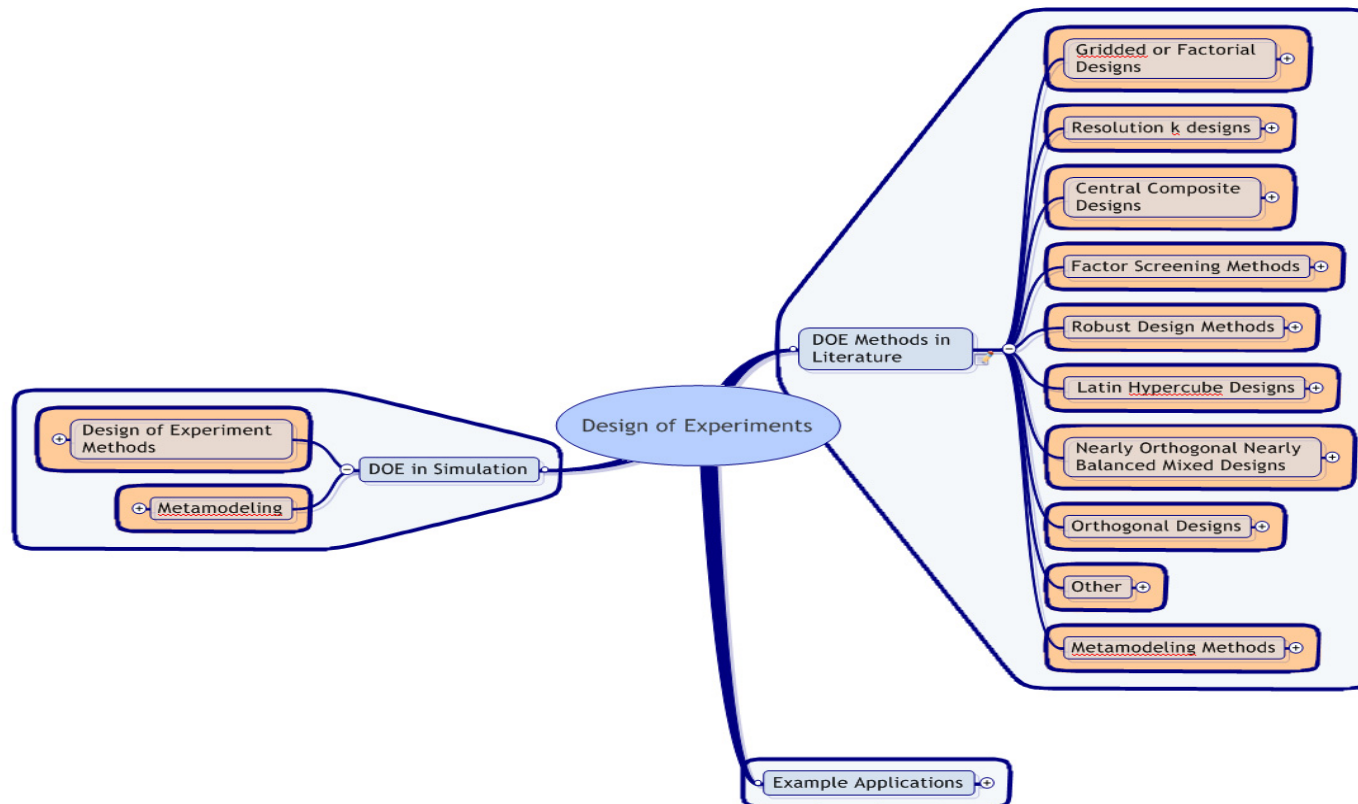 Gridded or Factorial
Designs
Resolution k designs
Central Composite
Designs
Factor Screening Methods
Robust Design Methods
DOE Methods in
Literature
Latin Hypercube Designs
Design of Experiments
Design of Experiment
Methods
Nearly Orthogonal Nearly
Balanced Mixed Designs
DOE in Simulation
Metamodeling
Orthogonal Designs
Other
Metamodeling Methods
Example Applications